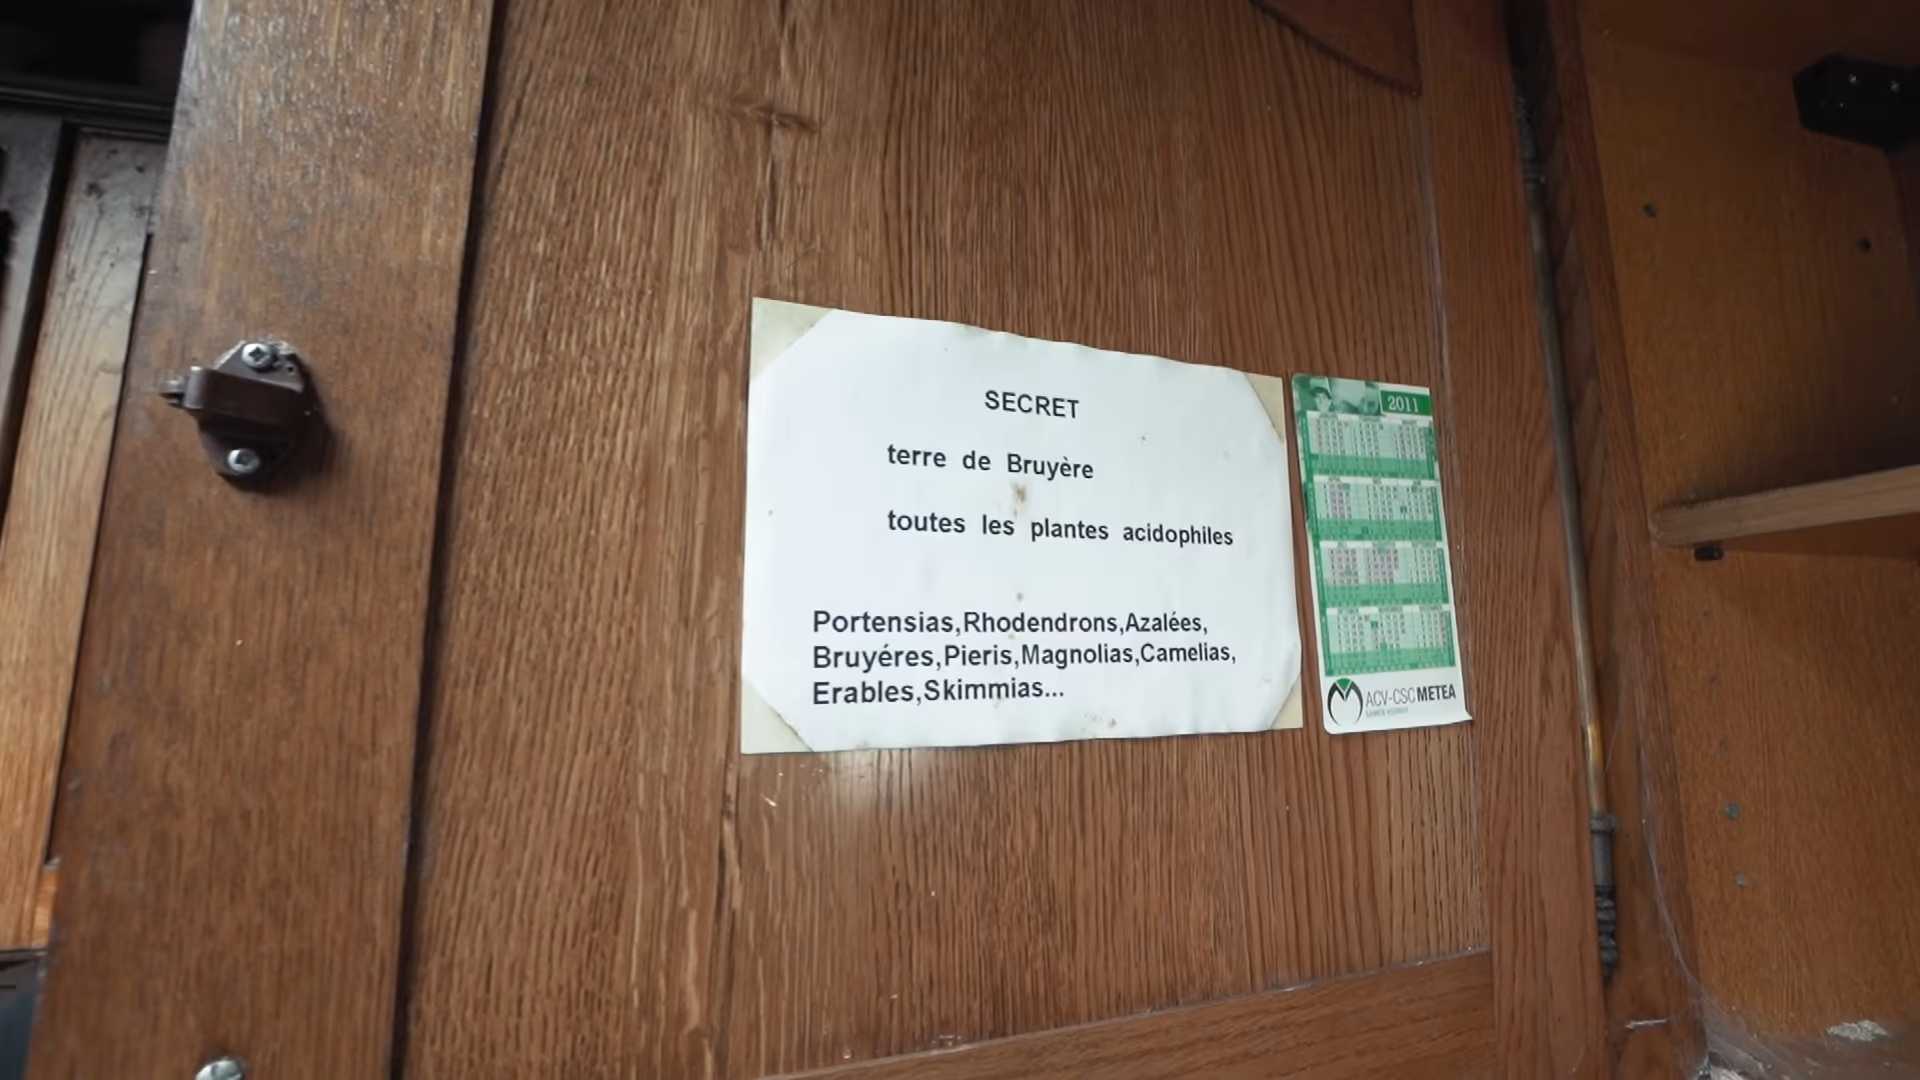 SECRET
terre de Bruyère
toutes les plantes acidophiles
Portensias,Rhodendrons,Azalées,
Bruyéres,Pieris,Magnolias,Camelias,
Erables,Skimmias...
2011
ACV-CSC METEA